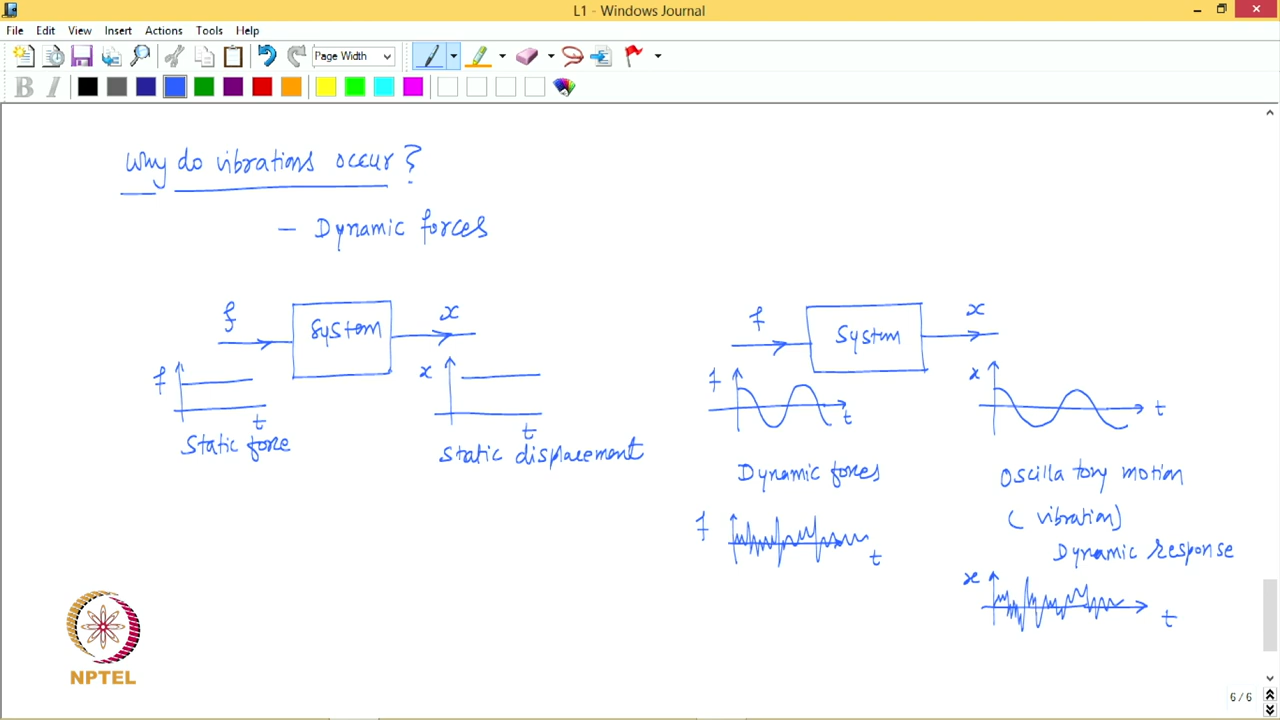 L1 - Windows Journal
File Edit View Insert Actions Tools Help
Page Width
B I
Why do vibrations occur?
- Dynamic forces
f System x
f t
Static force
x t
Static displacement
f System x
f t
Dynamic forces
f t
x t
Oscillatory motion
(vibration)
Dynamic response
x t
NPTEL
6 / 6